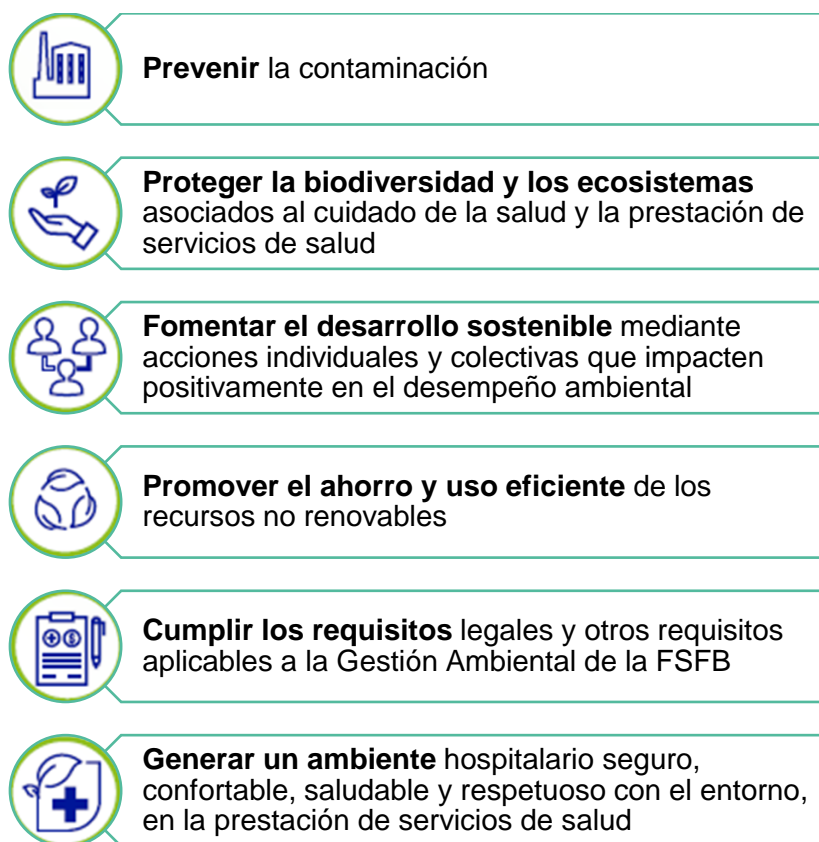 Prevenir la contaminación
Proteger la biodiversidad y los ecosistemas
asociados al cuidado de la salud y la prestación de
servicios de salud
Fomentar el desarrollo sostenible mediante
acciones individuales y colectivas que impacten
positivamente en el desempeño ambiental
Promover el ahorro y uso eficiente de los
recursos no renovables
Cumplir los requisitos legales y otros requisitos
aplicables a la Gestión Ambiental de la FSFB
Generar un ambiente hospitalario seguro,
confortable, saludable y respetuoso con el entorno,
en la prestación de servicios de salud